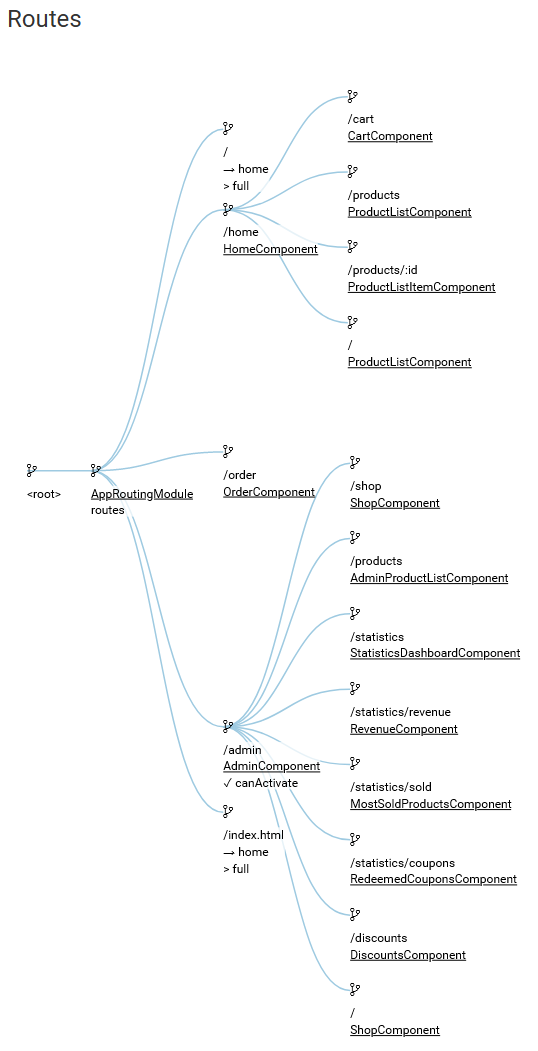 Routes
<root>
AppRoutingModule
routes
/
→ home
> full
/home
HomeComponent
/cart
CartComponent
/products
ProductListComponent
/products/:id
ProductListItemComponent
/
ProductListComponent
/order
OrderComponent
/admin
AdminComponent
✓ canActivate
/shop
ShopComponent
/products
AdminProductListComponent
/statistics
StatisticsDashboardComponent
/statistics/revenue
RevenueComponent
/statistics/sold
MostSoldProductsComponent
/statistics/coupons
RedeemedCouponsComponent
/discounts
DiscountsComponent
/
ShopComponent
/index.html
→ home
> full